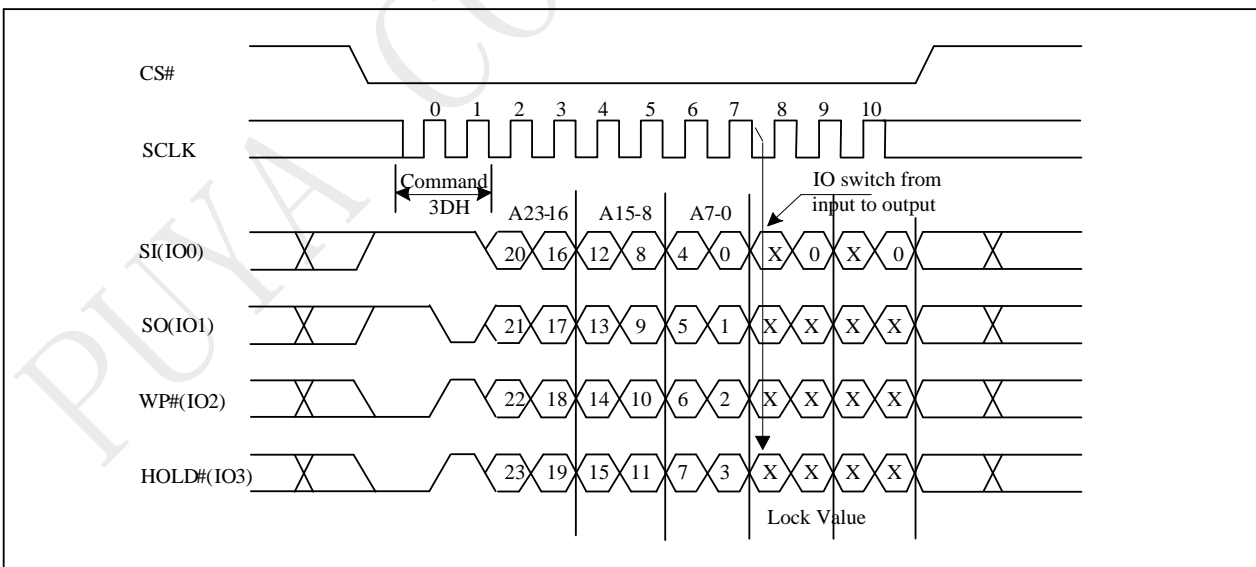 PUYA CO
CS#
0 1 2 3 4 5 6 7 8 9 10
SCLK
Command
3DH
IO switch from
input to output
A23-16 A15-8 A7-0
SI(IO0) 20 16 12 8 4 0 X 0 X 0
SO(IO1) 21 17 13 9 5 1 X X X X
WP#(IO2) 22 18 14 10 6 2 X X X X
HOLD#(IO3) 23 19 15 11 7 3 X X X X
Lock Value